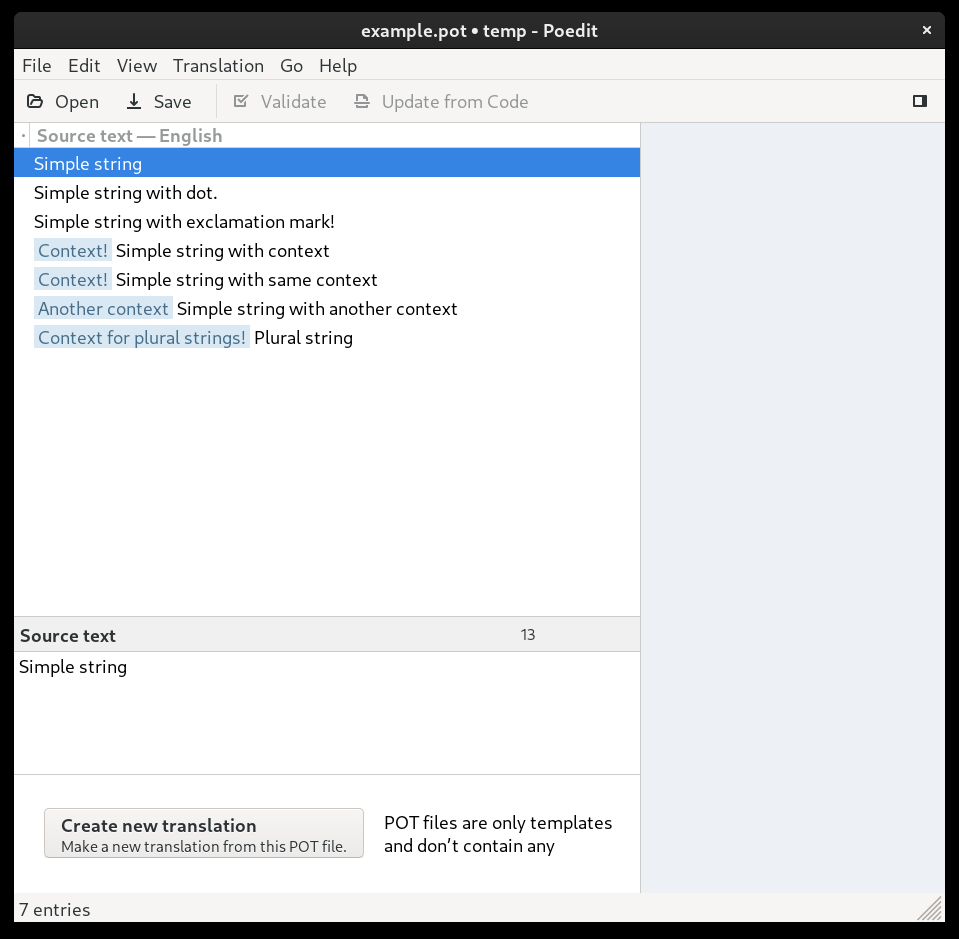 example.pot • temp - Poedit
File Edit View Translation Go Help
Open Save Validate Update from Code
· Source text — English
Simple string
Simple string with dot.
Simple string with exclamation mark!
Context! Simple string with context
Context! Simple string with same context
Another context Simple string with another context
Context for plural strings! Plural string
Source text 13
Simple string
Create new translation
Make a new translation from this POT file.
POT files are only templates
and don’t contain any
7 entries